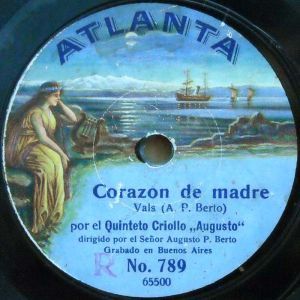 ATLANTA
Corazon de madre
Vals (A. P. Berto)
por el Quinteto Criollo „Augusto“
dirigido por el Señor Augusto P. Berto
Grabado en Buenos Aires
R No. 789
65500